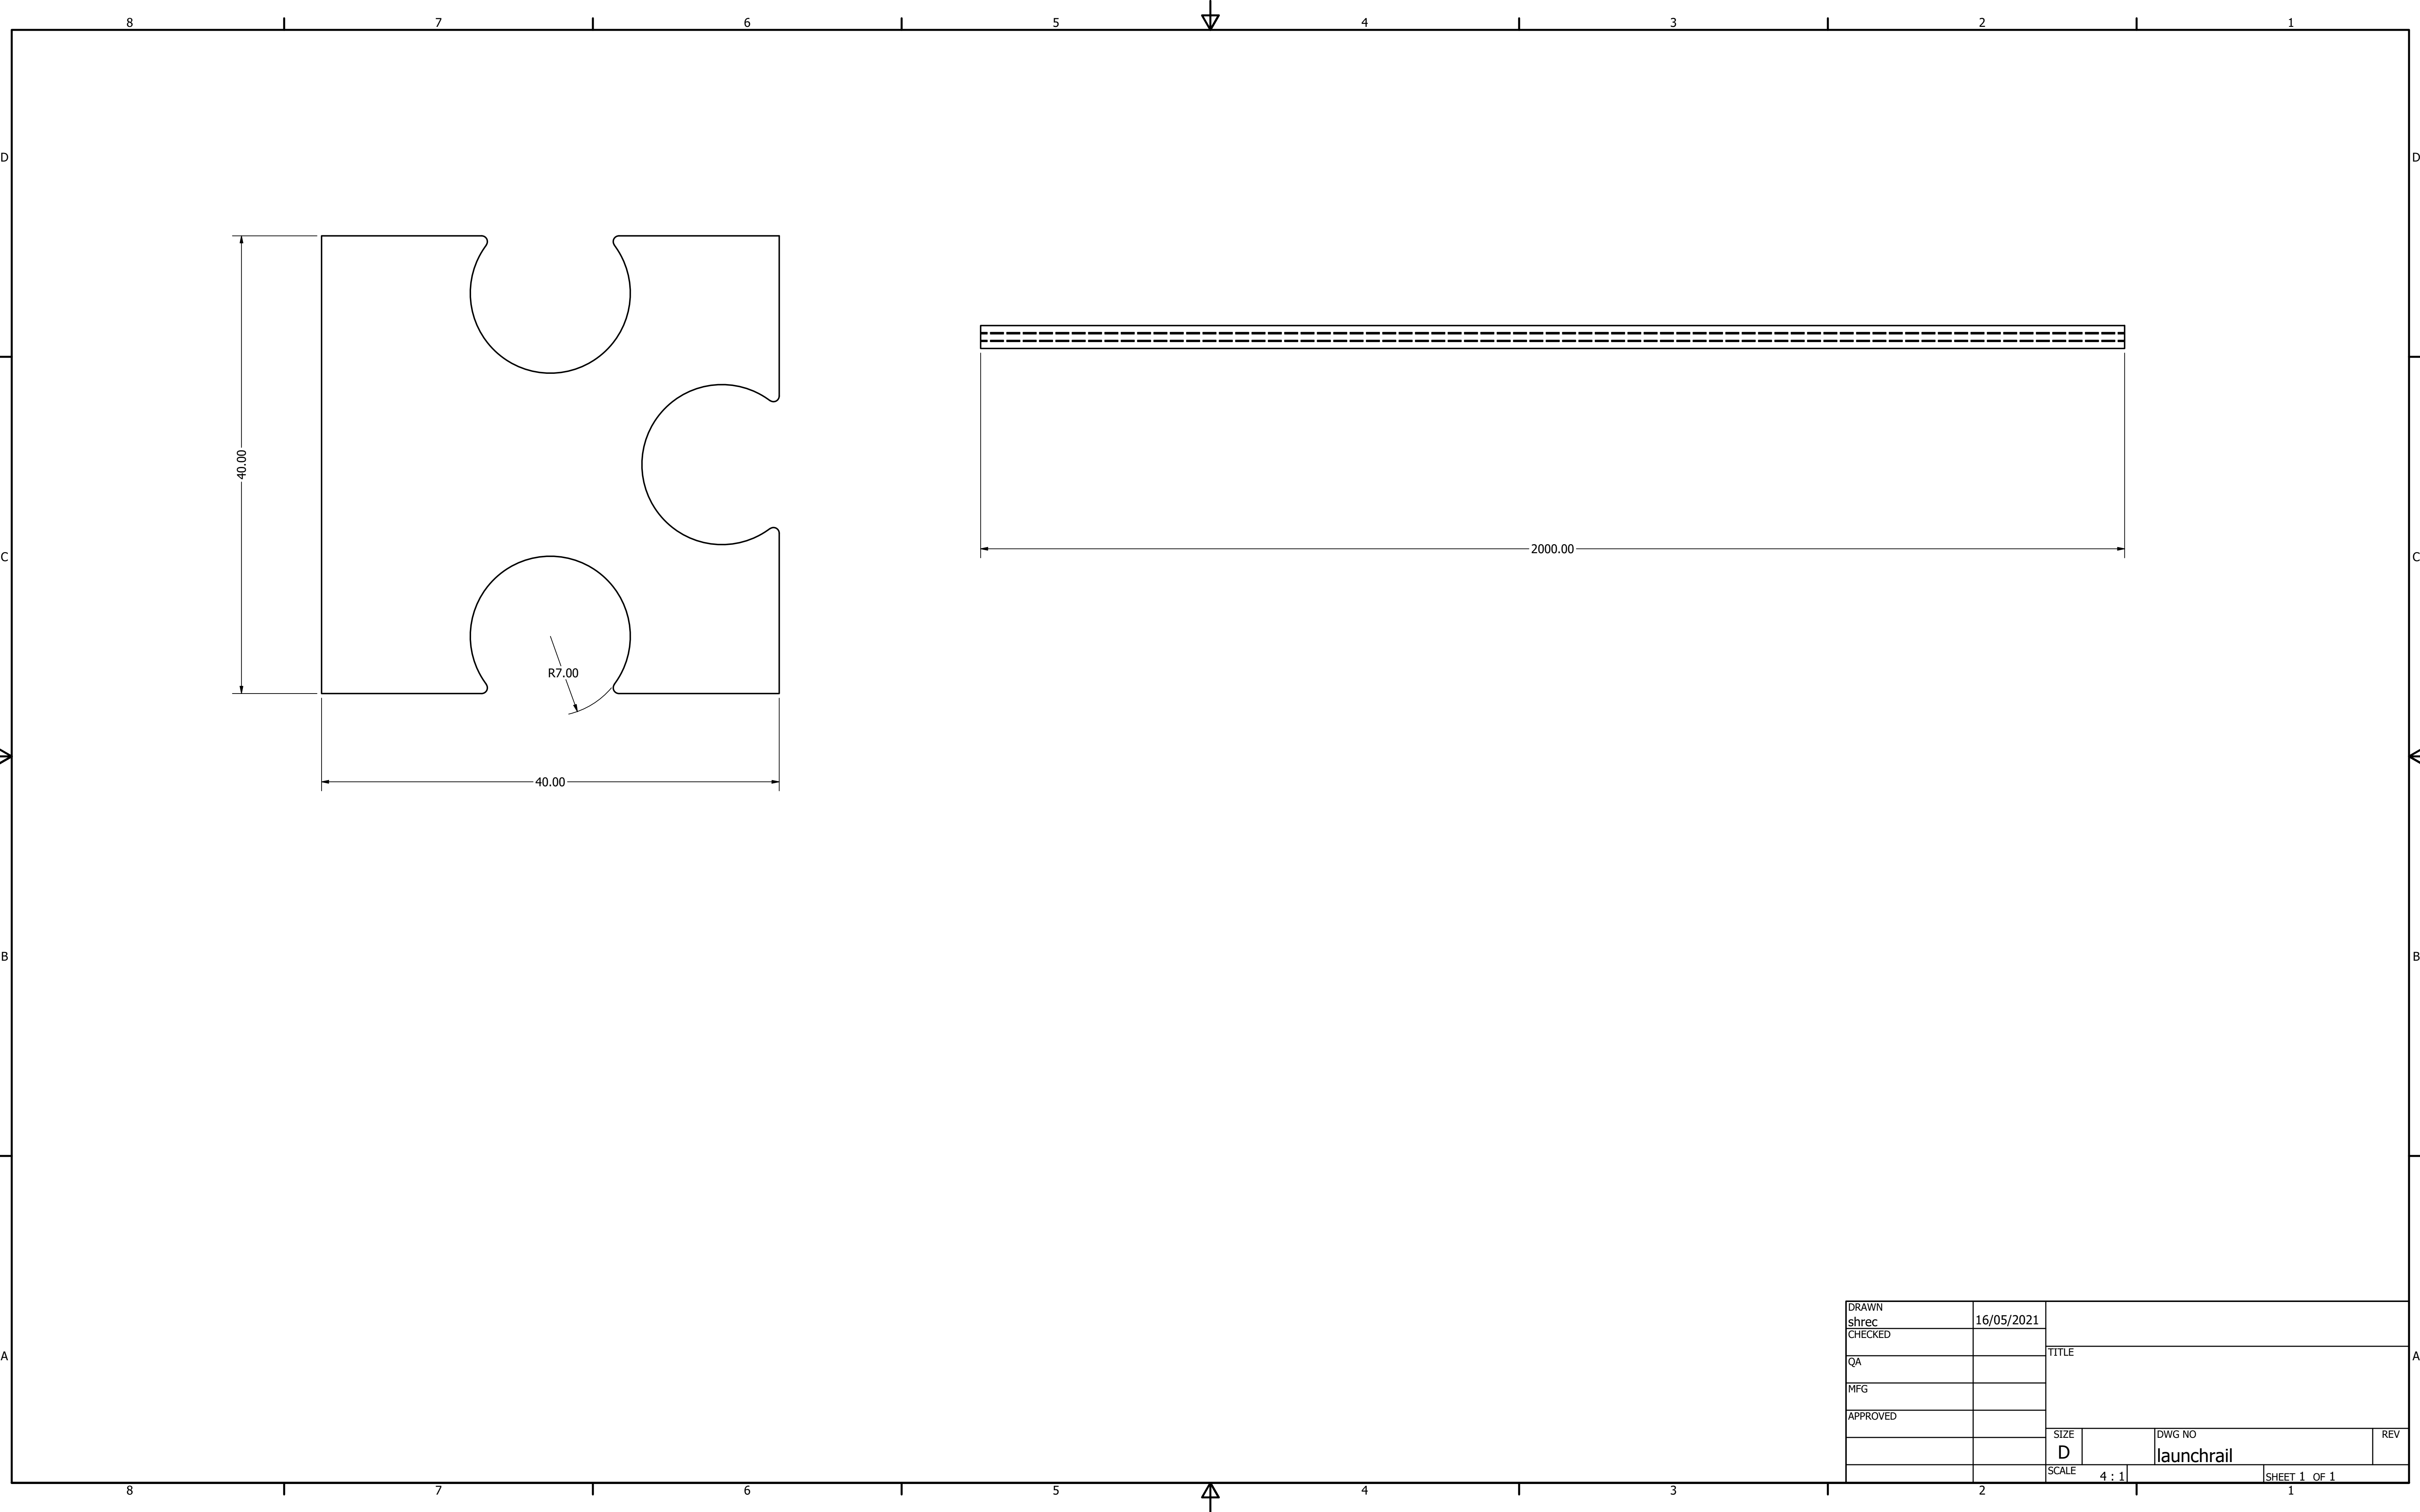 8 7 6 5 4 3 2 1
D D
40.00
R7.00
2000.00
C C
40.00
B B
DRAWN
shrec 16/05/2021
CHECKED
TITLE
A A
QA
MFG
APPROVED
SIZE DWG NO REV
D launchrail
SCALE 4 : 1 SHEET 1 OF 1
8 7 6 5 4 3 2 1